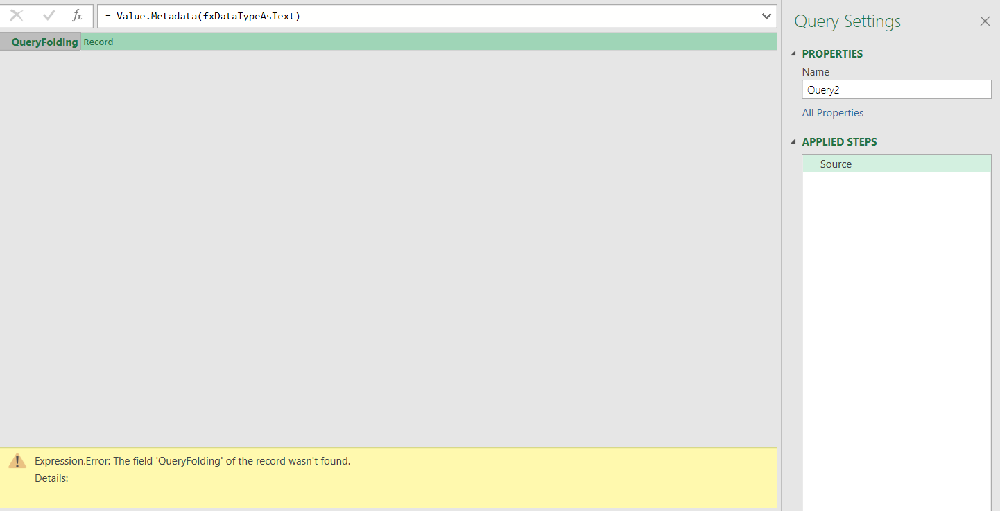 fx = Value.Metadata(fxDataTypeAsText)
QueryFolding Record
Expression.Error: The field 'QueryFolding' of the record wasn't found.
Details:
Query Settings
PROPERTIES
Name
Query2
All Properties
APPLIED STEPS
Source